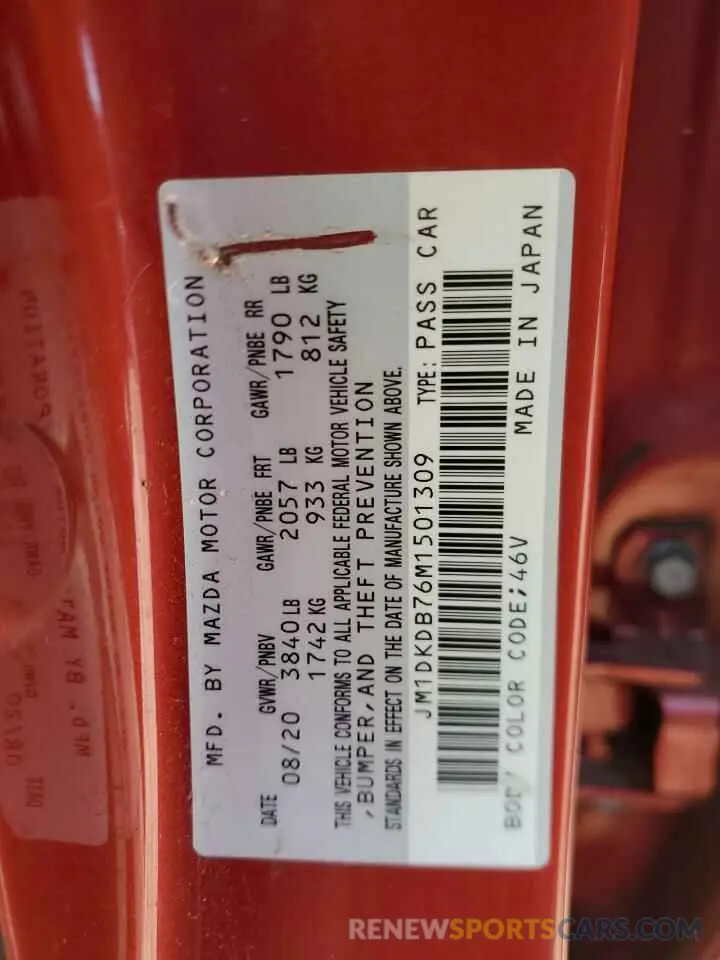 MFD. BY MAZDA MOTOR CORPORATION
DATE GVWR/PNBV GAWR/PNBE FRT GAWR/PNBE RR
08/20 3840LB 2057 LB 1790 LB
1742KG 933 KG 812 KG
THIS VEHICLE CONFORMS TO ALL APPLICABLE FEDERAL MOTOR VEHICLE SAFETY
,BUMPER,AND THEFT PREVENTION
STANDARDS IN EFFECT ON THE DATE OF MANUFACTURE SHOWN ABOVE.
JM1DKDB76M1501309 TYPE: PASS CAR
BODY COLOR CODE;46V MADE IN JAPAN
RENEWSPORTSCARS.COM